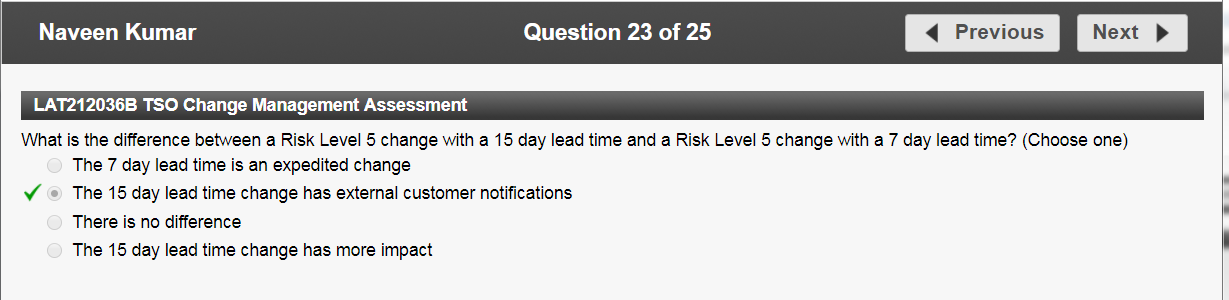 Naveen Kumar
Question 23 of 25
Previous
Next
LAT212036B TSO Change Management Assessment
What is the difference between a Risk Level 5 change with a 15 day lead time and a Risk Level 5 change with a 7 day lead time? (Choose one)
The 7 day lead time is an expedited change
The 15 day lead time change has external customer notifications
There is no difference
The 15 day lead time change has more impact